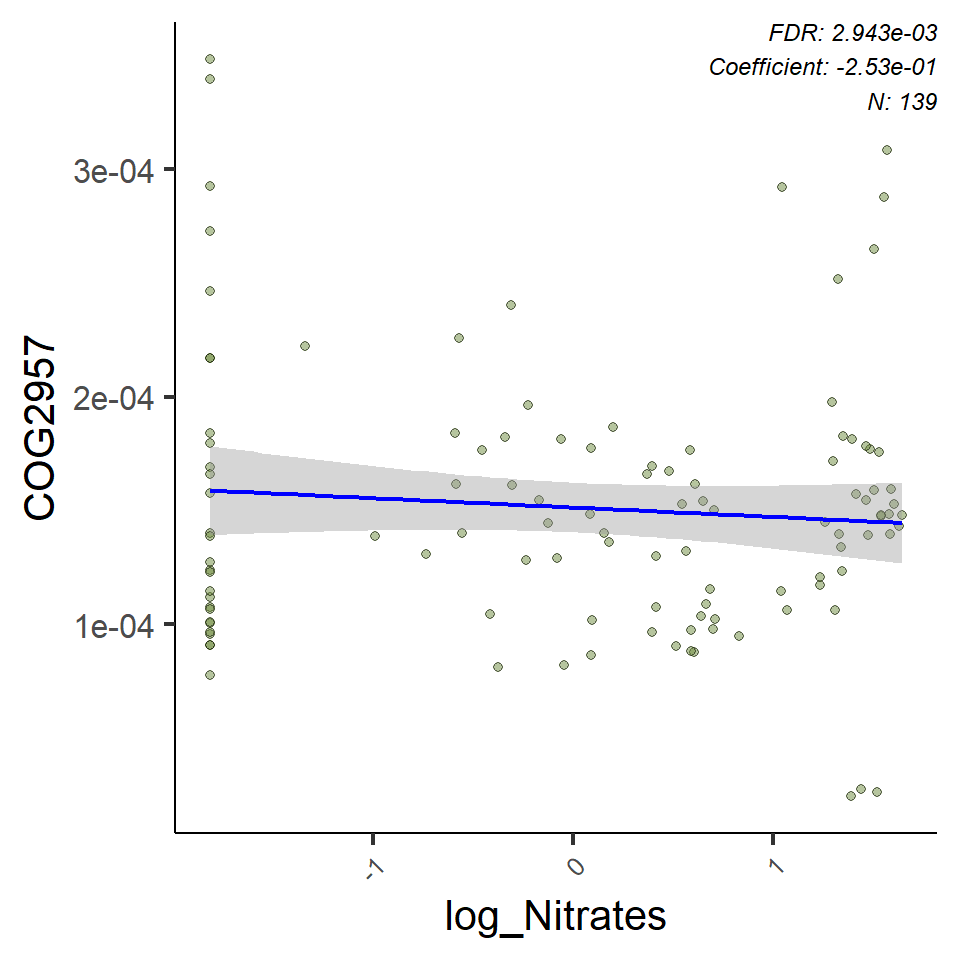 FDR: 2.943e-03
Coefficient: -2.53e-01
N: 139
COG2957
3e-04
2e-04
1e-04
-1
0
1
log_Nitrates